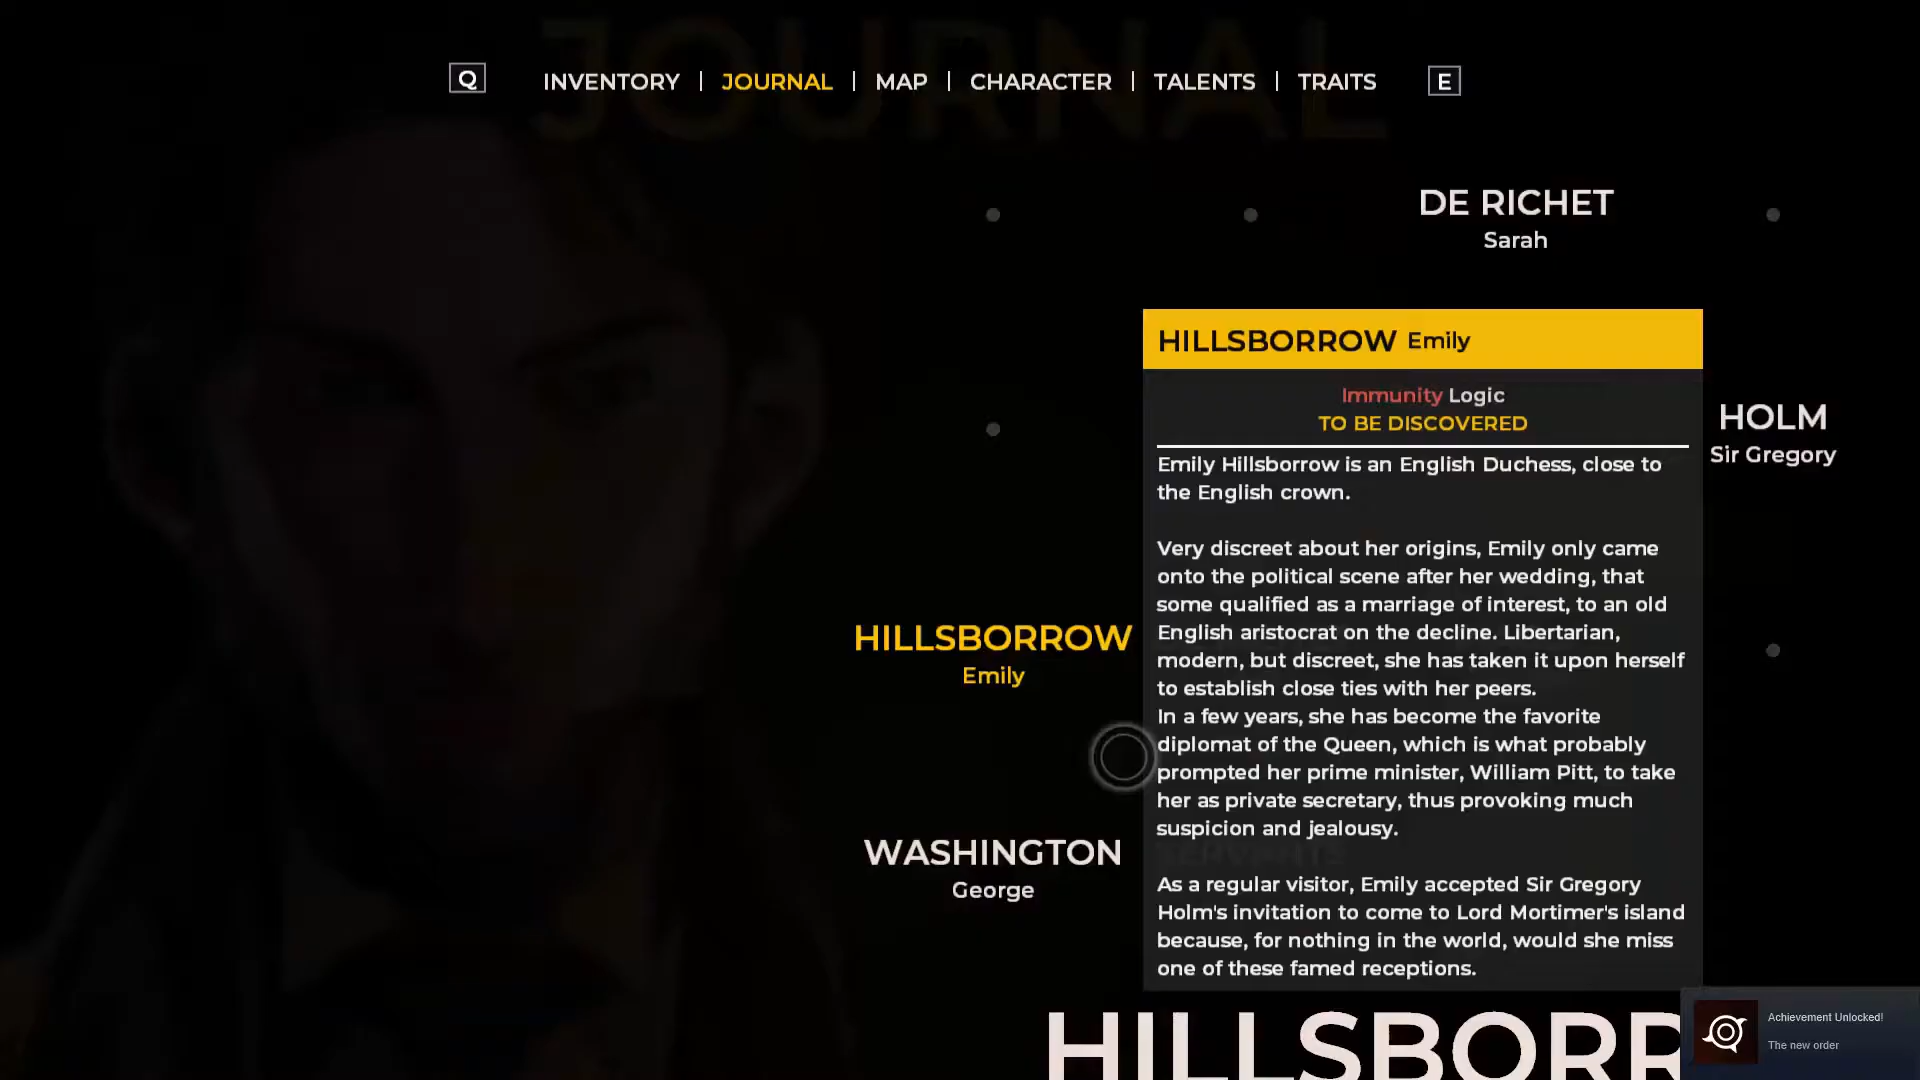 JOURNAL
Q
INVENTORY | JOURNAL | MAP | CHARACTER | TALENTS | TRAITS
E
DE RICHET
Sarah
HILLSBORROW Emily
Immunity Logic
TO BE DISCOVERED
Emily Hillsborrow is an English Duchess, close to
the English crown.
Very discreet about her origins, Emily only came
onto the political scene after her wedding, that
some qualified as a marriage of interest, to an old
English aristocrat on the decline. Libertarian,
modern, but discreet, she has taken it upon herself
to establish close ties with her peers.
In a few years, she has become the favorite
diplomat of the Queen, which is what probably
prompted her prime minister, William Pitt, to take
her as private secretary, thus provoking much
suspicion and jealousy.
As a regular visitor, Emily accepted Sir Gregory
Holm's invitation to come to Lord Mortimer's island
because, for nothing in the world, would she miss
one of these famed receptions.
HOLM
Sir Gregory
HILLSBORROW
Emily
WASHINGTON
George
HILLSBORR
Achievement Unlocked!
The new order